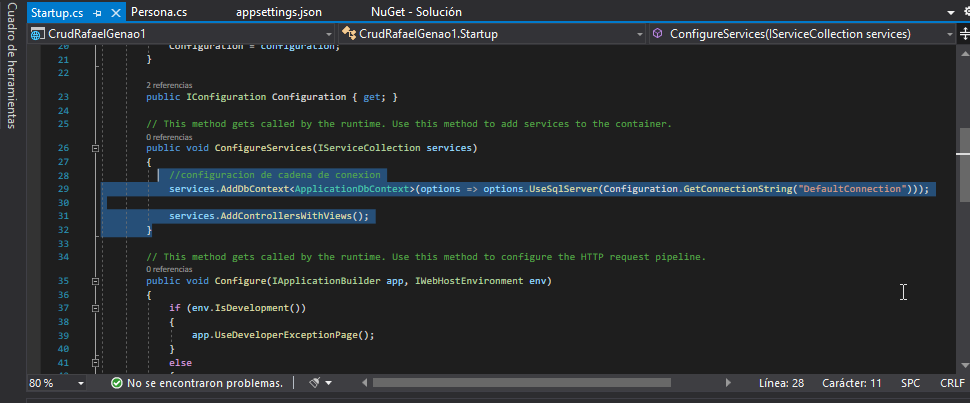 Cuadro de herramientas
Startup.cs
Persona.cs
appsettings.json
NuGet - Solución
CrudRafaelGenao1
CrudRafaelGenao1.Startup
ConfigureServices(IServiceCollection services)
20 Configuration = configuration;
21 }
22
2 referencias
23 public IConfiguration Configuration { get; }
24
25 // This method gets called by the runtime. Use this method to add services to the container.
0 referencias
26 public void ConfigureServices(IServiceCollection services)
27 {
28 //configuracion de cadena de conexion
29 services.AddDbContext<ApplicationDbContext>(options => options.UseSqlServer(Configuration.GetConnectionString("DefaultConnection")));
30
31 services.AddControllersWithViews();
32 }
33
34 // This method gets called by the runtime. Use this method to configure the HTTP request pipeline.
0 referencias
35 public void Configure(IApplicationBuilder app, IWebHostEnvironment env)
36 {
37 if (env.IsDevelopment())
38 {
39 app.UseDeveloperExceptionPage();
40 }
41 else
80 %
No se encontraron problemas.
Línea: 28
Carácter: 11
SPC
CRLF